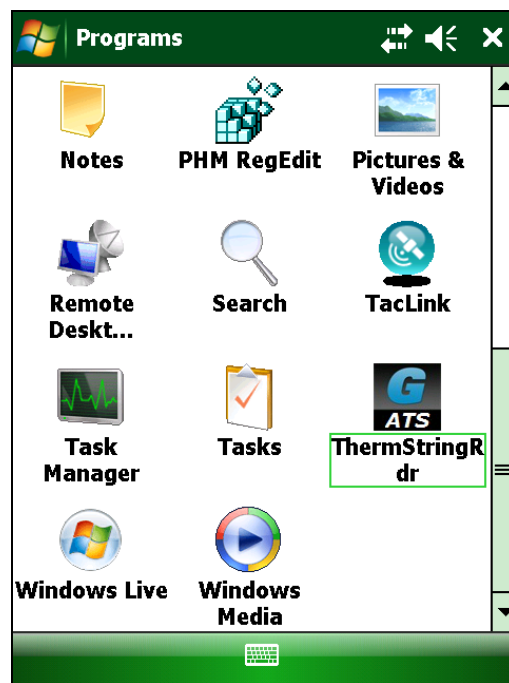 Programs
Notes
PHM RegEdit
Pictures &
Videos
Remote
Deskt...
Search
TacLink
Task
Manager
Tasks
G
ATS
ThermStringR
dr
Windows Live
Windows
Media